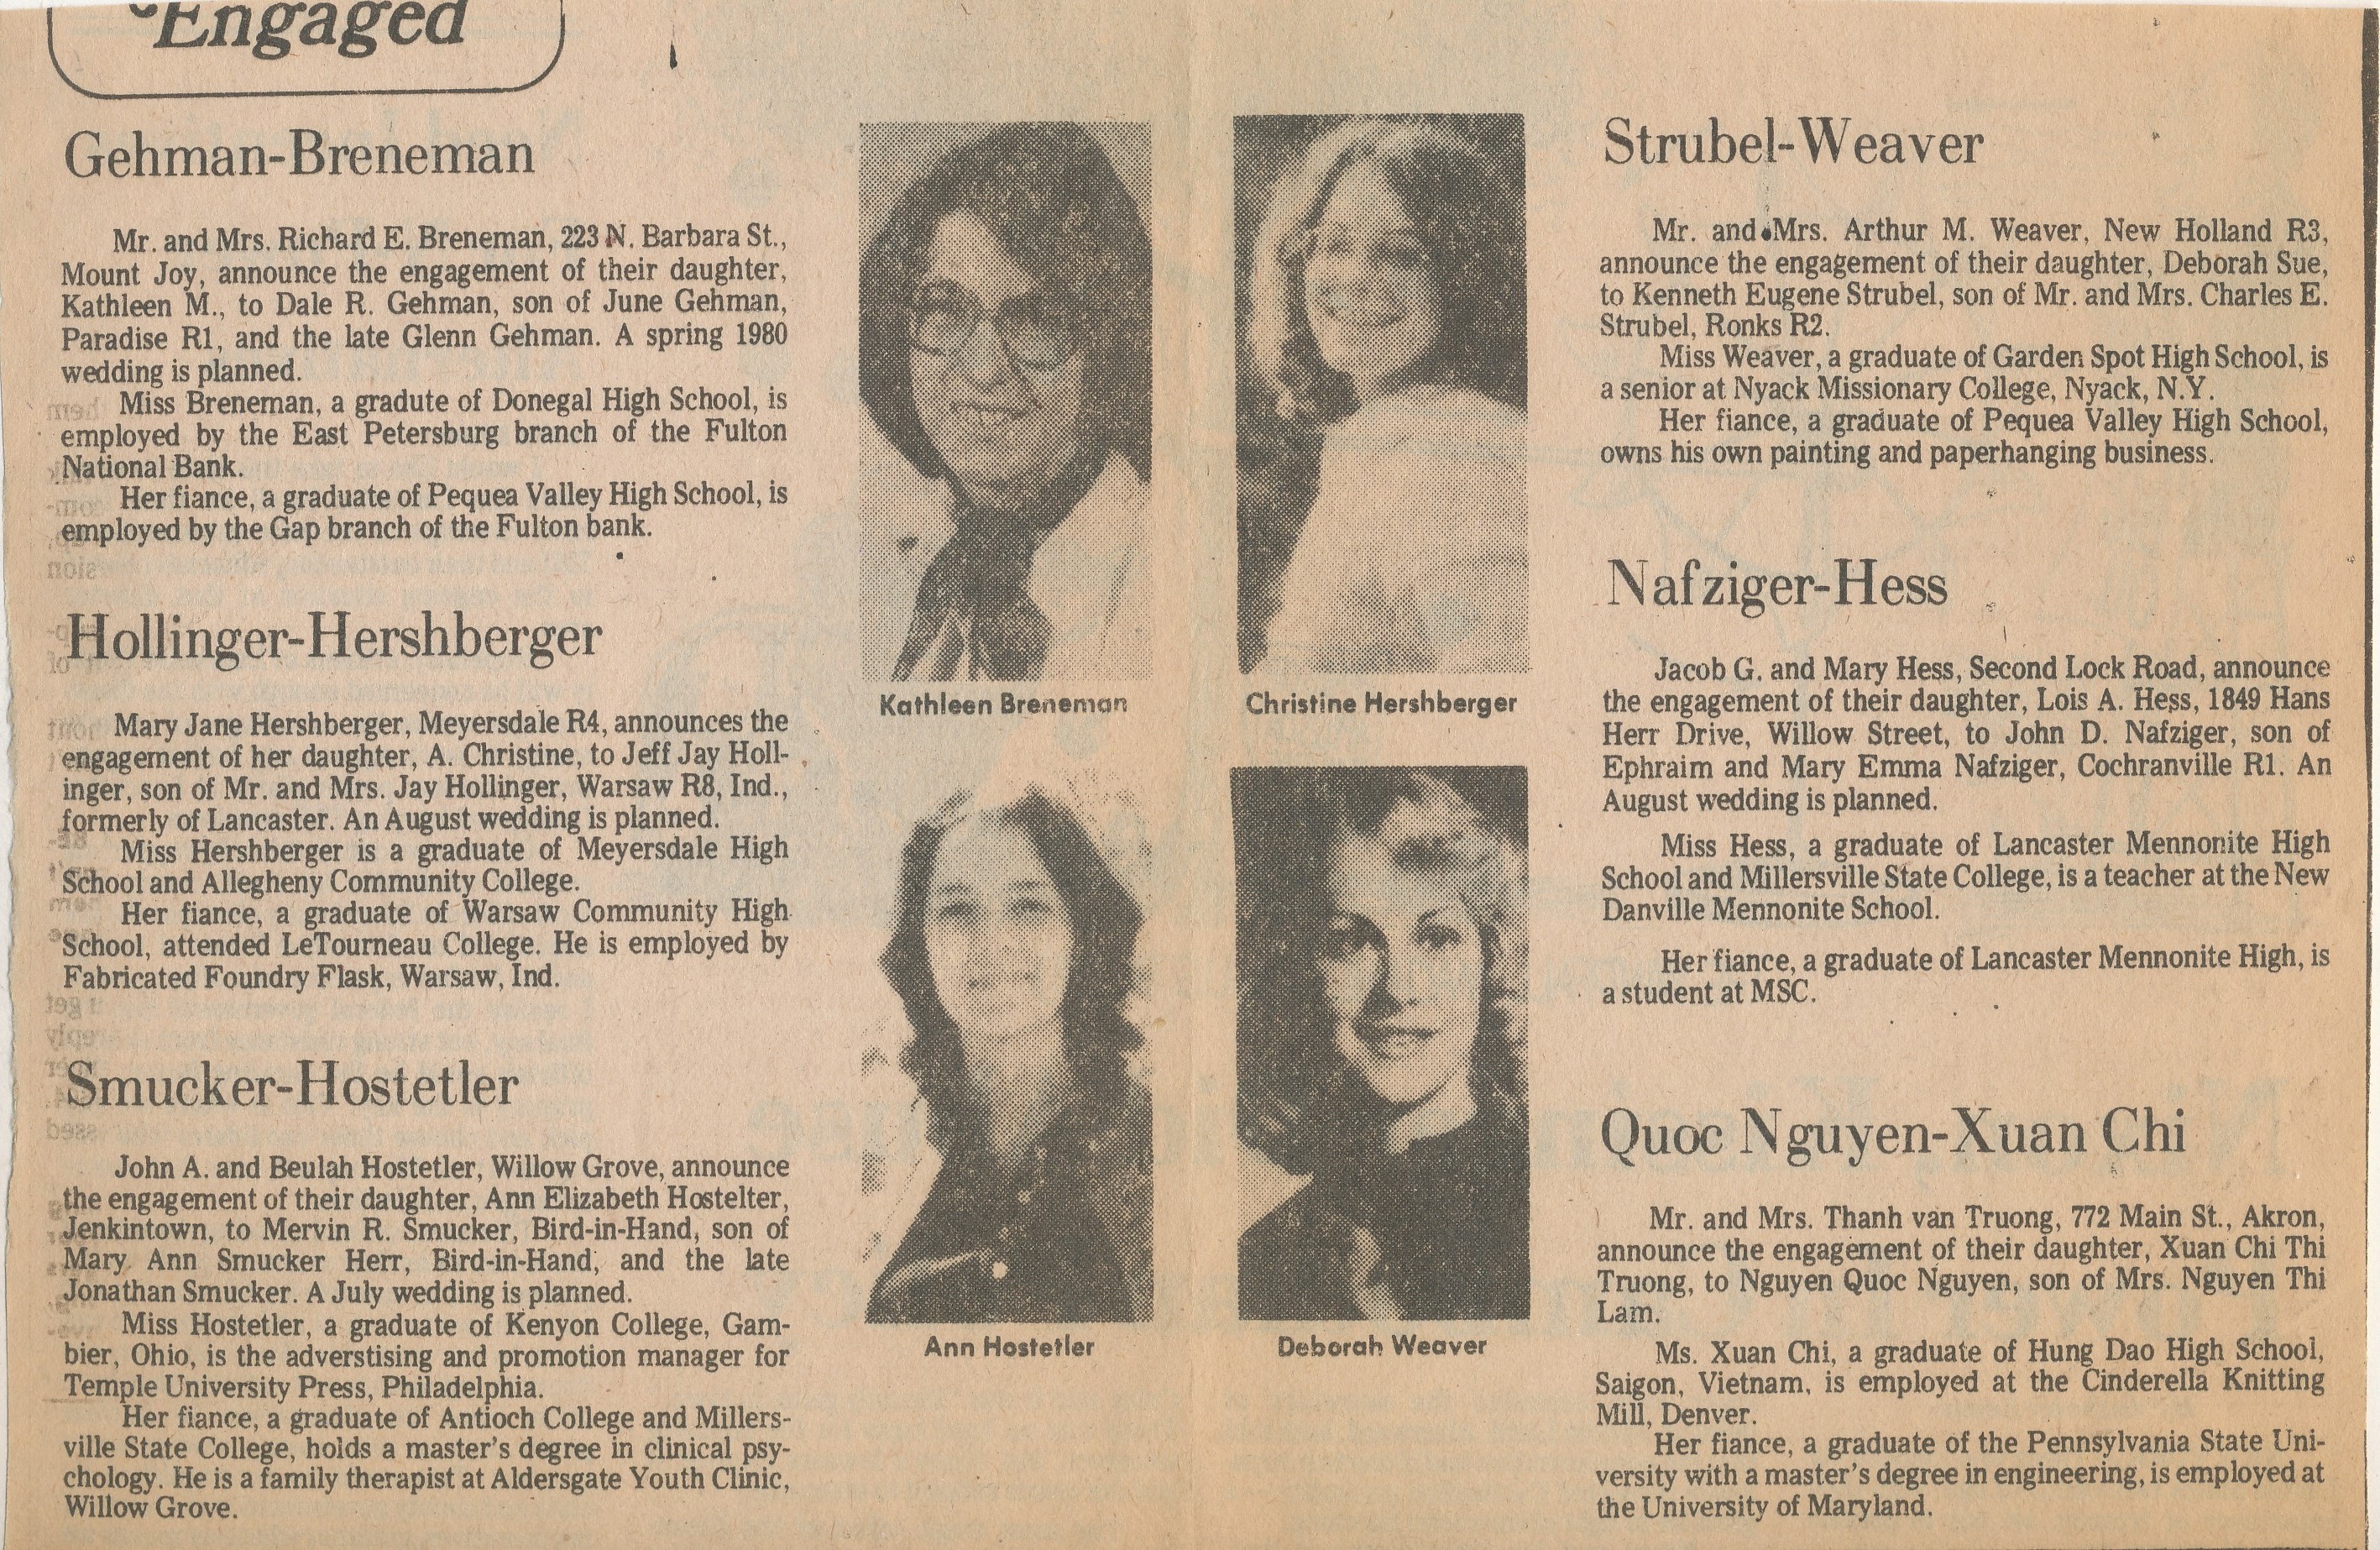 Engaged
Gehman-Breneman
Mr. and Mrs. Richard E. Breneman, 223 N. Barbara St.,
Mount Joy, announce the engagement of their daughter,
Kathleen M., to Dale R. Gehman, son of June Gehman,
Paradise R1, and the late Glenn Gehman. A spring 1980
wedding is planned.
Miss Breneman, a gradute of Donegal High School, is
employed by the East Petersburg branch of the Fulton
National Bank.
Her fiance, a graduate of Pequea Valley High School, is
employed by the Gap branch of the Fulton bank.
Hollinger-Hershberger
Mary Jane Hershberger, Meyersdale R4, announces the
engagement of her daughter, A. Christine, to Jeff Jay Holl-
inger, son of Mr. and Mrs. Jay Hollinger, Warsaw R8, Ind.,
formerly of Lancaster. An August wedding is planned.
Miss Hershberger is a graduate of Meyersdale High
School and Allegheny Community College.
Her fiance, a graduate of Warsaw Community High
School, attended LeTourneau College. He is employed by
Fabricated Foundry Flask, Warsaw, Ind.
Smucker-Hostetler
John A. and Beulah Hostetler, Willow Grove, announce
the engagement of their daughter, Ann Elizabeth Hostelter,
Jenkintown, to Mervin R. Smucker, Bird-in-Hand, son of
Mary Ann Smucker Herr, Bird-in-Hand, and the late
Jonathan Smucker. A July wedding is planned.
Miss Hostetler, a graduate of Kenyon College, Gam-
bier, Ohio, is the adverstising and promotion manager for
Temple University Press, Philadelphia.
Her fiance, a graduate of Antioch College and Millers-
ville State College, holds a master's degree in clinical psy-
chology. He is a family therapist at Aldersgate Youth Clinic,
Willow Grove.
Kathleen Breneman
Christine Hershberger
Ann Hostetler
Deborah Weaver
Strubel-Weaver
Mr. and Mrs. Arthur M. Weaver, New Holland R3,
announce the engagement of their daughter, Deborah Sue,
to Kenneth Eugene Strubel, son of Mr. and Mrs. Charles E.
Strubel, Ronks R2.
Miss Weaver, a graduate of Garden Spot High School, is
a senior at Nyack Missionary College, Nyack, N.Y.
Her fiance, a graduate of Pequea Valley High School,
owns his own painting and paperhanging business.
Nafziger-Hess
Jacob G. and Mary Hess, Second Lock Road, announce
the engagement of their daughter, Lois A. Hess, 1849 Hans
Herr Drive, Willow Street, to John D. Nafziger, son of
Ephraim and Mary Emma Nafziger, Cochranville R1. An
August wedding is planned.
Miss Hess, a graduate of Lancaster Mennonite High
School and Millersville State College, is a teacher at the New
Danville Mennonite School.
Her fiance, a graduate of Lancaster Mennonite High, is
a student at MSC.
Quoc Nguyen-Xuan Chi
Mr. and Mrs. Thanh van Truong, 772 Main St., Akron,
announce the engagement of their daughter, Xuan Chi Thi
Truong, to Nguyen Quoc Nguyen, son of Mrs. Nguyen Thi
Lam.
Ms. Xuan Chi, a graduate of Hung Dao High School,
Saigon, Vietnam, is employed at the Cinderella Knitting
Mill, Denver.
Her fiance, a graduate of the Pennsylvania State Uni-
versity with a master's degree in engineering, is employed at
the University of Maryland.